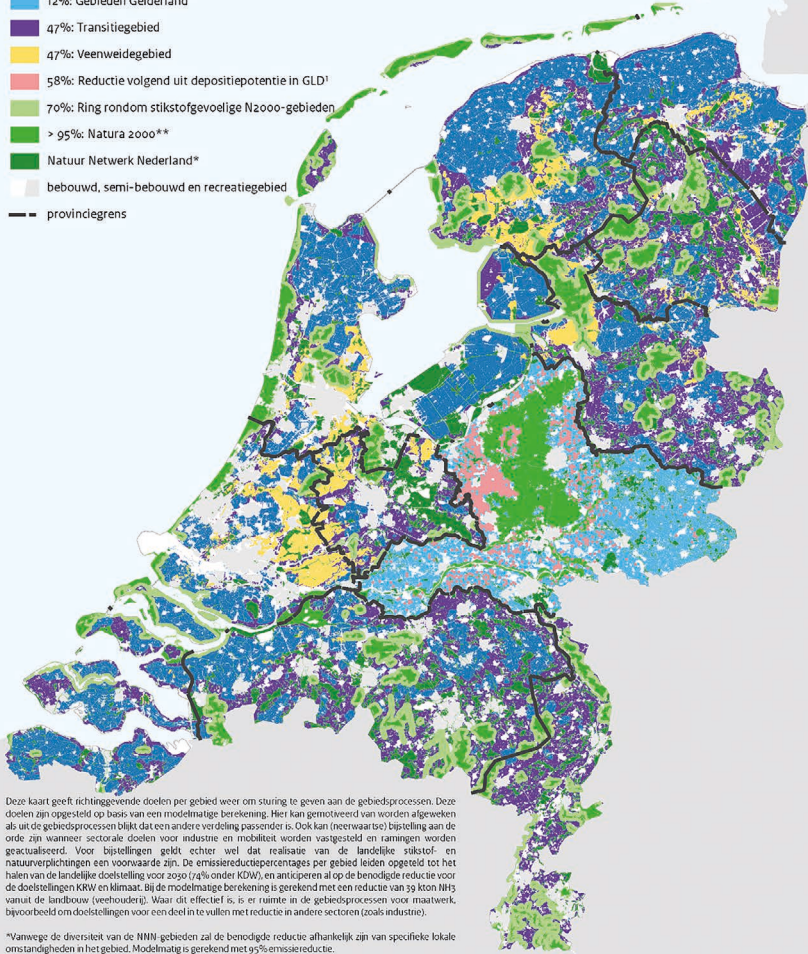 12%: Gebieden Gelderland
47%: Transitiegebied
47%: Veenweidegebied
58%: Reductie volgend uit depositiepotentie in GLD¹
70%: Ring rondom stikstofgevoelige N2000-gebieden
> 95%: Natura 2000**
Natuur Netwerk Nederland*
bebouwd, semi-bebouwd en recreatiegebied
provinciegrens
Deze kaart geeft richtinggevende doelen per gebied weer om sturing te geven aan de gebiedsprocessen. Deze
doelen zijn opgesteld op basis van een modelmatige berekening. Hier kan gemotiveerd van worden afgeweken
als uit de gebiedsprocessen blijkt dat een andere verdeling passender is. Ook kan (neerwaartse) bijstelling aan de
orde zijn wanneer sectorale doelen voor industrie en mobiliteit worden vastgesteld en ramingen worden
geactualiseerd. Voor bijstellingen geldt echter wel dat realisatie van de landelijke stikstof- en
natuurverplichtingen een voorwaarde zijn. De emissiereductiepercentages per gebied leiden opgeteld tot het
halen van de landelijke doelstelling voor 2030 (74% onder KDW), en anticiperen al op de benodigde reductie voor
de doelstellingen KRW en klimaat. Bij de modelmatige berekening is gerekend met een reductie van 39 kton NH3
vanuit de landbouw (veehouderij). Waar dit effectief is, is er ruimte in de gebiedsprocessen voor maatwerk,
bijvoorbeeld om doelstellingen voor een deel in te vullen met reductie in andere sectoren (zoals industrie).
*Vanwege de diversiteit van de NNN-gebieden zal de benodigde reductie afhankelijk zijn van specifieke lokale
omstandigheden in het gebied. Modelmatig is gerekend met 95% emissiereductie.